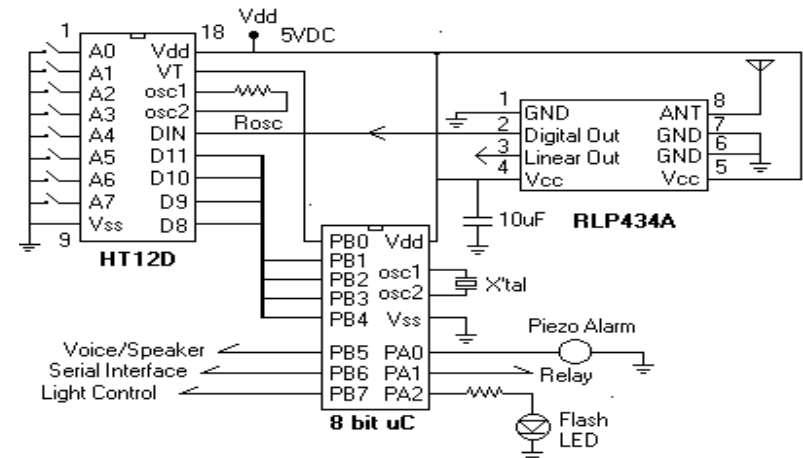 Vdd
1
18
5VDC
A0 Vdd
A1 VT
A2 osc1
A3 osc2
Rosc
A4 DIN
A5 D11
A6 D10
A7 D9
Vss D8
9
HT12D
1 GND ANT 8
2 Digital Out GND 7
3 Linear Out GND 6
4 Vcc Vcc 5
10uF
RLP434A
PB0 Vdd
PB1
PB2 osc1
PB3 osc2
X'tal
PB4 Vss
Voice/Speaker
PB5 PA0
Piezo Alarm
Serial Interface
PB6 PA1
Relay
Light Control
PB7 PA2
8 bit uC
Flash
LED